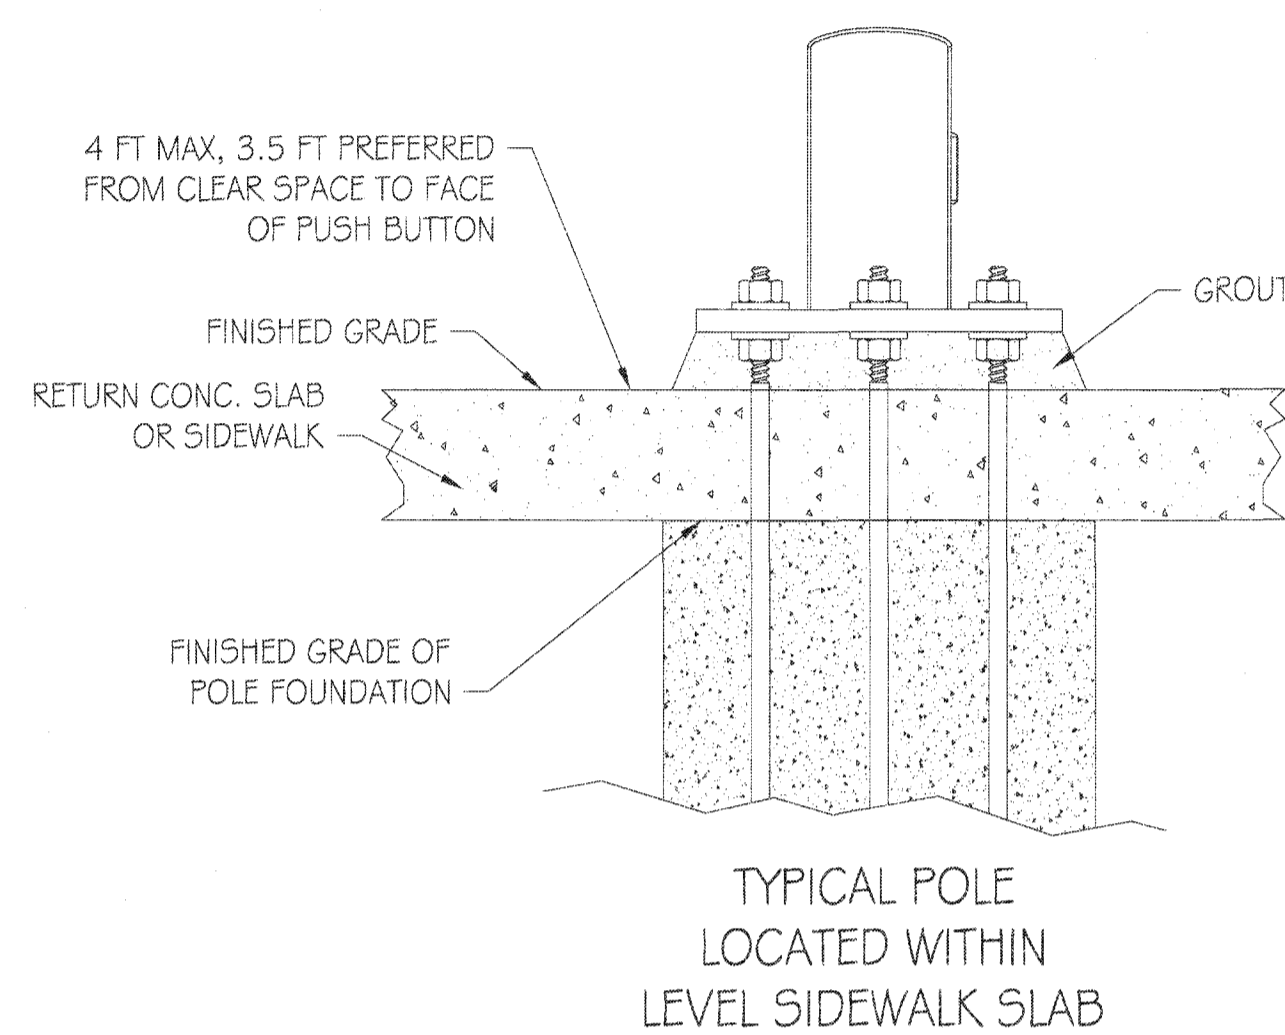 4 FT MAX, 3.5 FT PREFERRED
FROM CLEAR SPACE TO FACE
OF PUSH BUTTON
GROUT
FINISHED GRADE
RETURN CONC. SLAB
OR SIDEWALK
FINISHED GRADE OF
POLE FOUNDATION
TYPICAL POLE
LOCATED WITHIN
LEVEL SIDEWALK SLAB